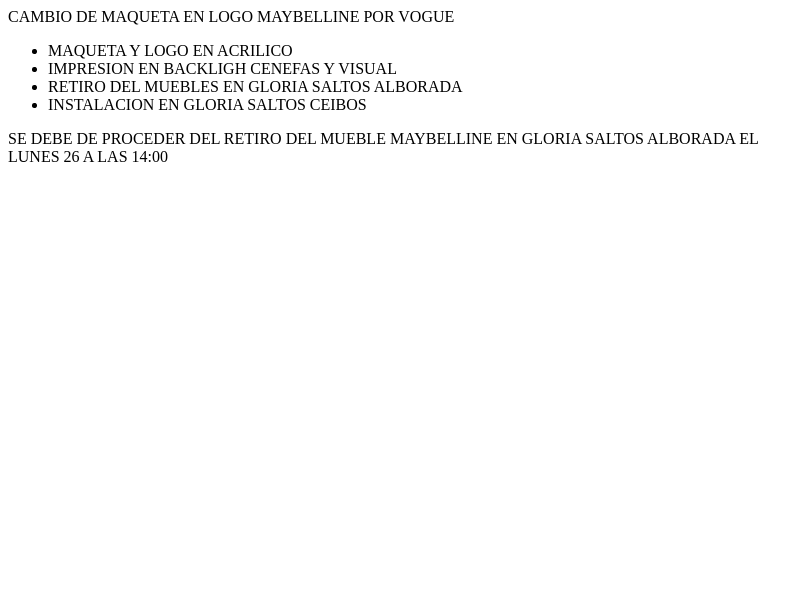 CAMBIO DE MAQUETA EN LOGO MAYBELLINE POR VOGUE
MAQUETA Y LOGO EN ACRILICO
IMPRESION EN BACKLIGH CENEFAS Y VISUAL
RETIRO DEL MUEBLES EN GLORIA SALTOS ALBORADA
INSTALACION EN GLORIA SALTOS CEIBOS
SE DEBE DE PROCEDER DEL RETIRO DEL MUEBLE MAYBELLINE EN GLORIA SALTOS ALBORADA EL
LUNES 26 A LAS 14:00